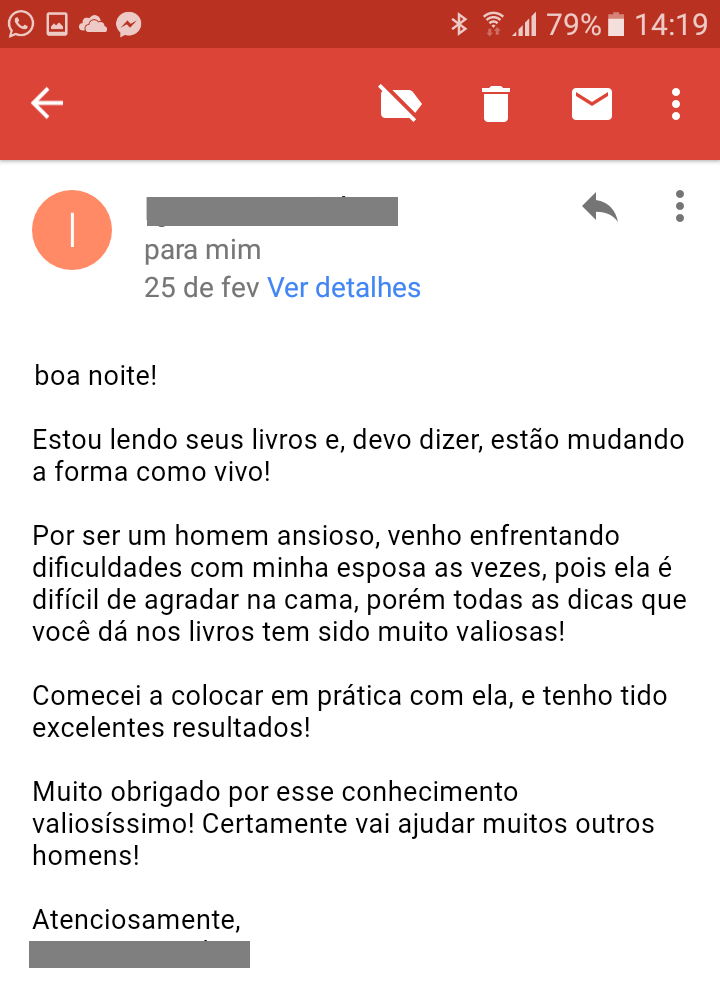 79% 14:19
I
para mim
25 de fev Ver detalhes
boa noite!
Estou lendo seus livros e, devo dizer, estão mudando
a forma como vivo!
Por ser um homem ansioso, venho enfrentando
dificuldades com minha esposa as vezes, pois ela é
difícil de agradar na cama, porém todas as dicas que
você dá nos livros tem sido muito valiosas!
Comecei a colocar em prática com ela, e tenho tido
excelentes resultados!
Muito obrigado por esse conhecimento
valiosíssimo! Certamente vai ajudar muitos outros
homens!
Atenciosamente,